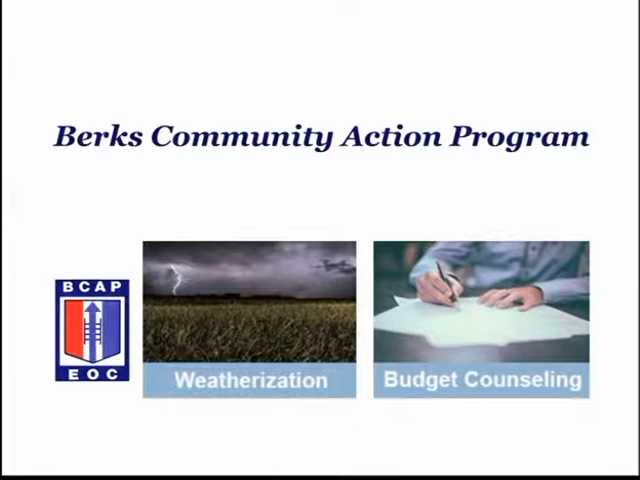 Berks Community Action Program
BCAP
EOC
Weatherization
Budget Counseling